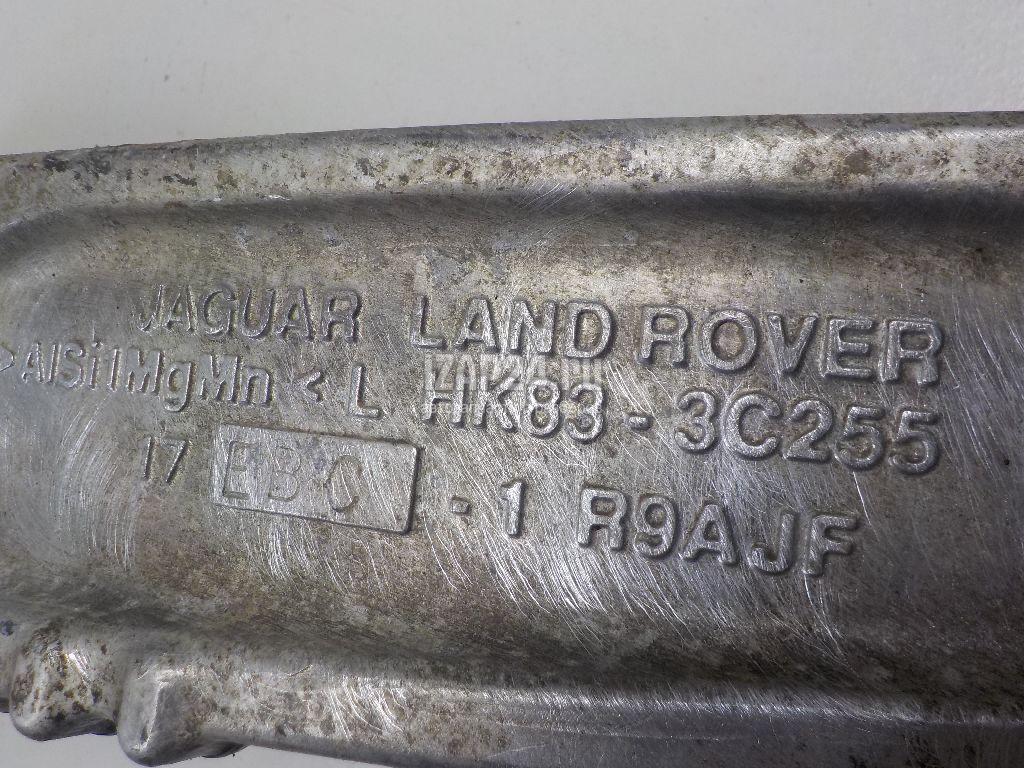 JAGUAR LAND ROVER
>AlSi1MgMn< L HK83-3C255
17 EBC -1 R9AJF